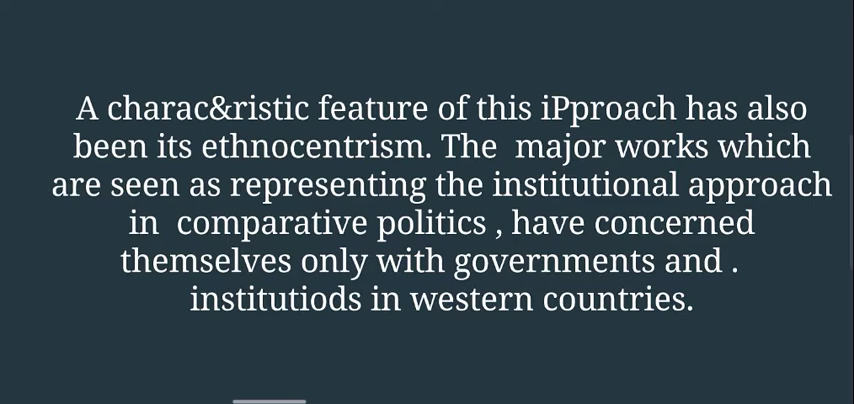 A charac&ristic feature of this iPproach has also
been its ethnocentrism. The  major works which
are seen as representing the institutional approach
in  comparative politics , have concerned
themselves only with governments and .
institutiods in western countries.